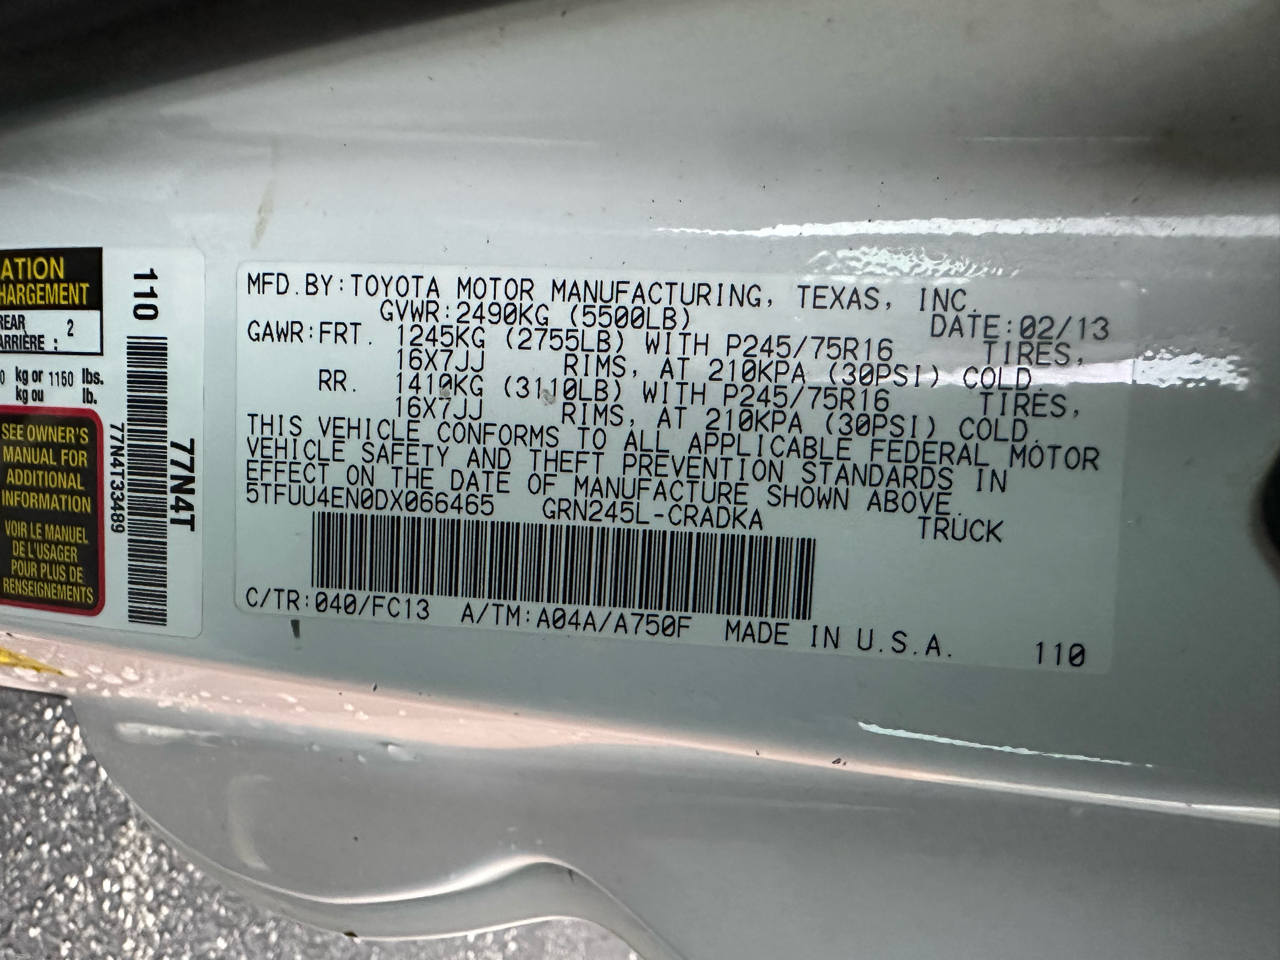 ATION
HARGEMENT
REAR
ARRIÈRE : 2
0 kg or 1160 lbs.
kg ou lb.
SEE OWNER'S
MANUAL FOR
ADDITIONAL
INFORMATION
VOIR LE MANUEL
DE L'USAGER
POUR PLUS DE
RENSEIGNEMENTS
110
77N4T33489
77N4T
MFD.BY:TOYOTA MOTOR MANUFACTURING, TEXAS, INC.
GVWR:2490KG (5500LB) DATE:02/13
GAWR:FRT. 1245KG (2755LB) WITH P245/75R16 TIRES,
16X7JJ RIMS, AT 210KPA (30PSI) COLD.
RR. 1410KG (3110LB) WITH P245/75R16 TIRES,
16X7JJ RIMS, AT 210KPA (30PSI) COLD.
THIS VEHICLE CONFORMS TO ALL APPLICABLE FEDERAL MOTOR
VEHICLE SAFETY AND THEFT PREVENTION STANDARDS IN
EFFECT ON THE DATE OF MANUFACTURE SHOWN ABOVE.
5TFUU4EN0DX066465 GRN245L-CRADKA TRUCK
C/TR:040/FC13 A/TM:A04A/A750F MADE IN U.S.A. 110